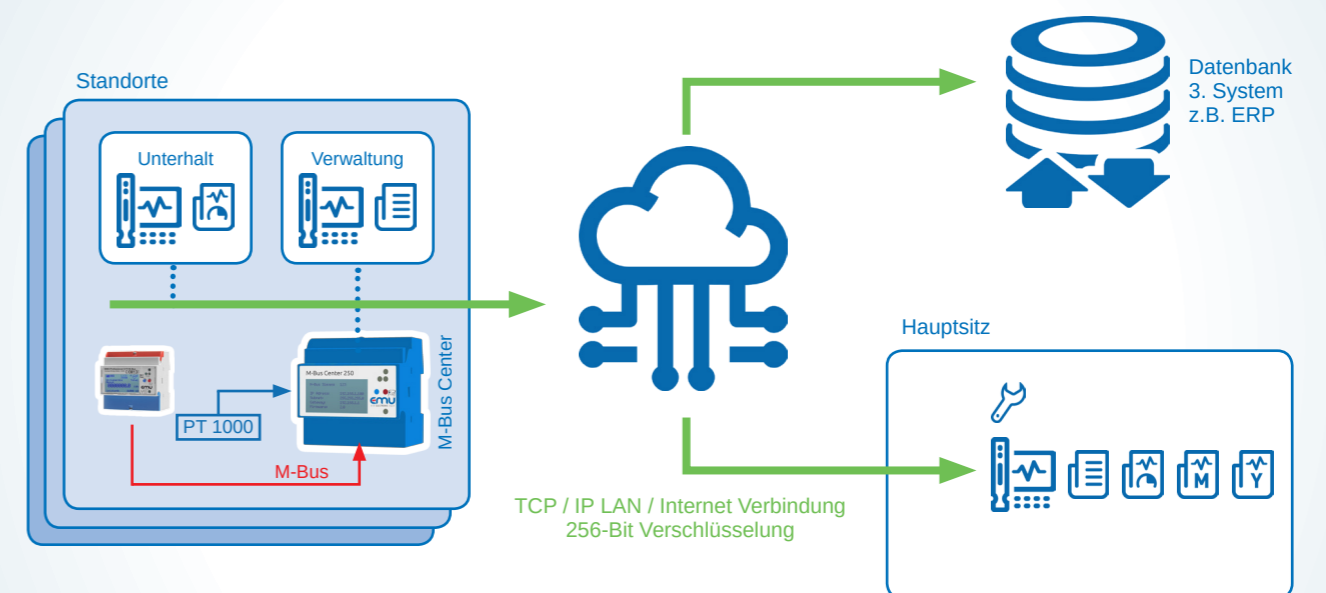 Standorte
Unterhalt
Verwaltung
M-Bus Center 250
emu
PT 1000
M-Bus
M-Bus Center
TCP / IP LAN / Internet Verbindung
256-Bit Verschlüsselung
Datenbank
3. System
z.B. ERP
Hauptsitz
M
Y